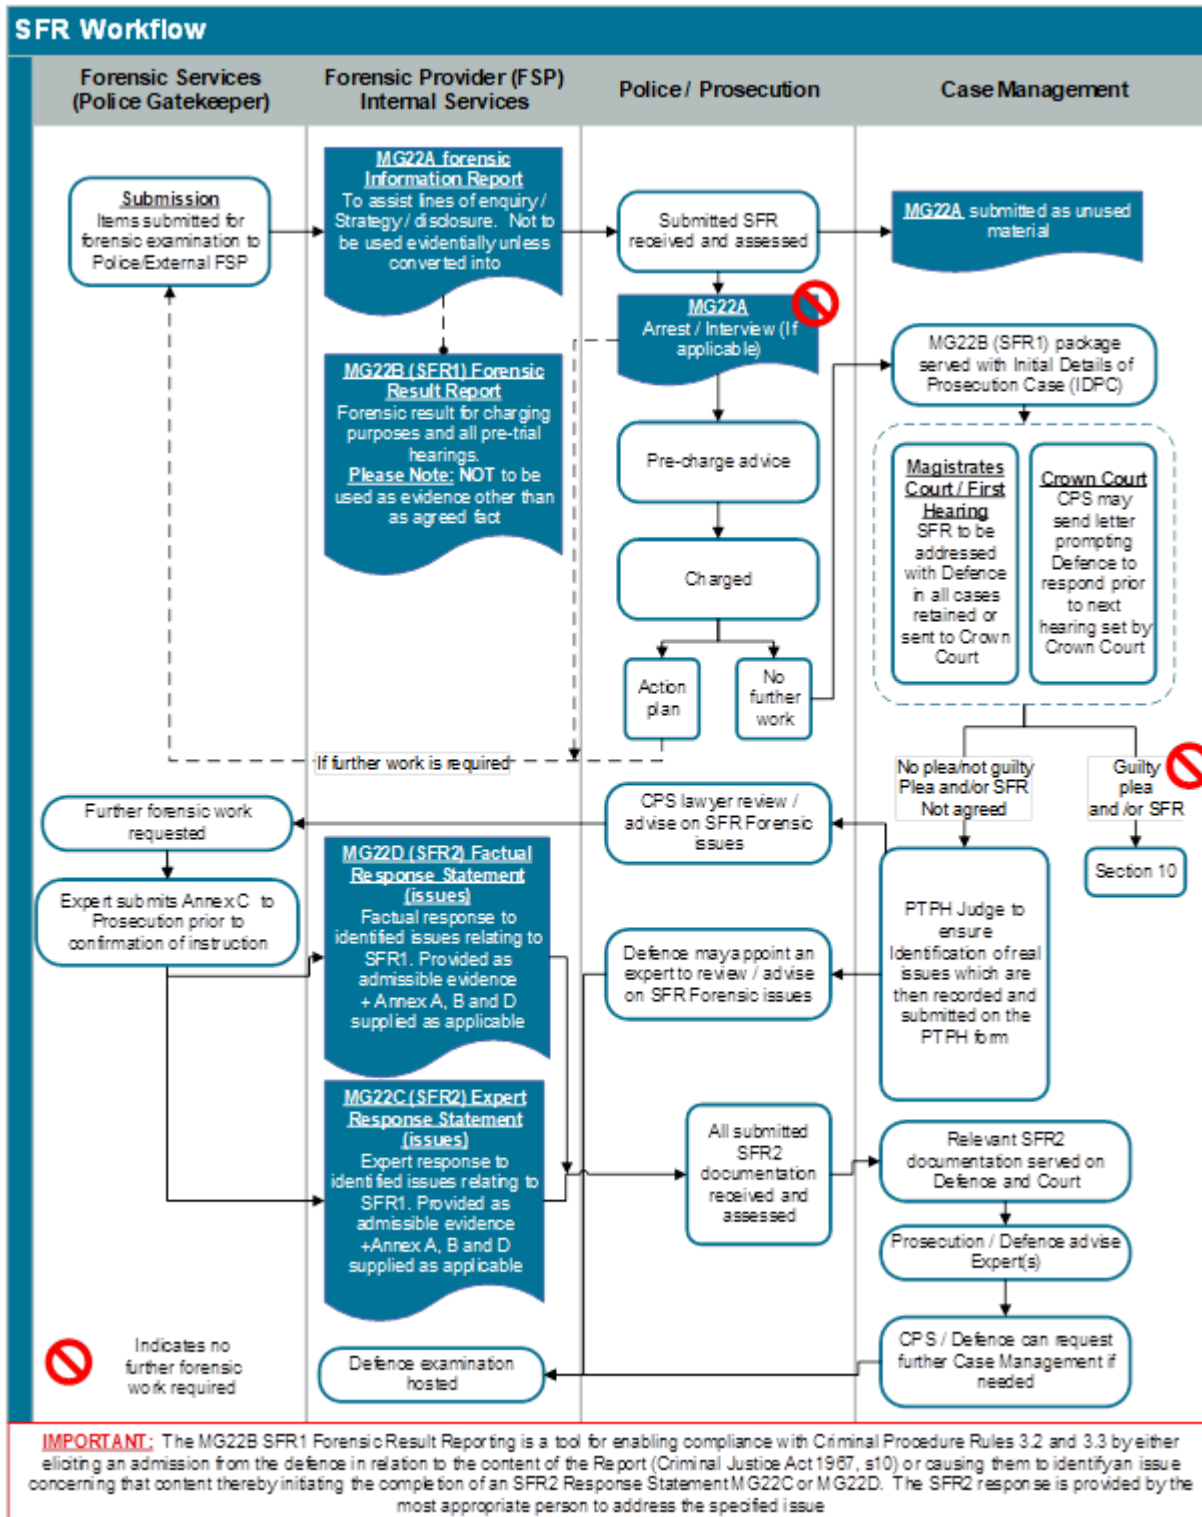 SFR Workflow
Forensic Services
(Police Gatekeeper)
Forensic Provider (FSP)
Internal Services
Police / Prosecution
Case Management
Submission
Items submitted for
forensic examination to
Police/External FSP
MG22A forensic
Information Report
To assist lines of enquiry /
Strategy / disclosure. Not to
be used evidentially unless
converted into
Submitted SFR
received and assessed
MG22A submitted as unused
material
MG22A
Arrest / Interview (If
applicable)
MG22B (SFR1) Forensic
Result Report
Forensic result for charging
purposes and all pre-trial
hearings.
Please Note: NOT to be
used as evidence other than
as agreed fact
MG22B (SFR1) package
served with Initial Details of
Prosecution Case (IDPC)
Pre-charge advice
Charged
Action
plan
No
further
work
Magistrates
Court / First
Hearing
SFR to be
addressed
with Defence
in all cases
retained or
sent to Crown
Court
Crown Court
CPS may
send letter
prompting
Defence to
respond prior
to next
hearing set by
Crown Court
If further work is required
No plea/not guilty
Plea and/or SFR
Not agreed
Guilty
plea
and /or SFR
Further forensic work
requested
CPS lawyer review /
advise on SFR Forensic
issues
Section 10
Expert submits Annex C to
Prosecution prior to
confirmation of instruction
MG22D (SFR2) Factual
Response Statement
(issues)
Factual response to
identified issues relating to
SFR1. Provided as
admissible evidence
+ Annex A, B and D
supplied as applicable
Defence may appoint an
expert to review / advise
on SFR Forensic issues
PTPH Judge to
ensure
Identification of real
issues which are
then recorded and
submitted on the
PTPH form
MG22C (SFR2) Expert
Response Statement
(issues)
Expert response to
identified issues relating to
SFR1. Provided as
admissible evidence
+Annex A, B and D
supplied as applicable
All submitted
SFR2
documentation
received and
assessed
Relevant SFR2
documentation served on
Defence and Court
Prosecution / Defence advise
Expert(s)
CPS / Defence can request
further Case Management if
needed
Indicates no
further forensic
work required
Defence examination
hosted
IMPORTANT: The MG22B SFR1 Forensic Result Reporting is a tool for enabling compliance with Criminal Procedure Rules 3.2 and 3.3 by either
eliciting an admission from the defence in relation to the content of the Report (Criminal Justice Act 1967, s10) or causing them to identify an issue
concerning that content thereby initiating the completion of an SFR2 Response Statement MG22C or MG22D. The SFR2 response is provided by the
most appropriate person to address the specified issue